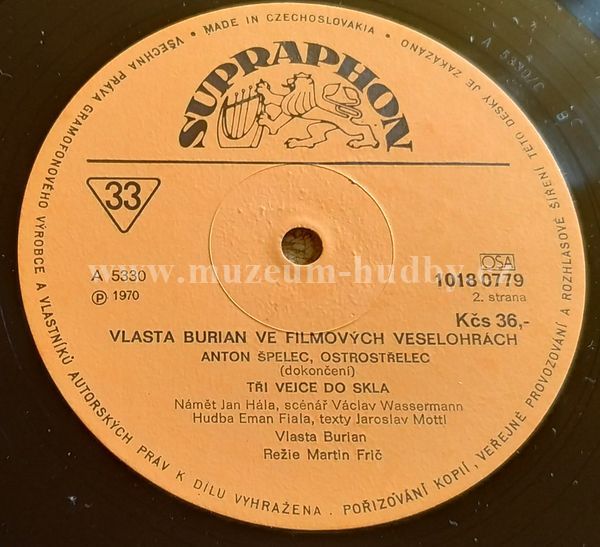 VŠECHNA PRÁVA GRAMOFONOVÉHO VÝROBCE A VLASTNÍKŮ AUTORSKÝCH PRÁV K DÍLU VYHRAŽENA. POŘIZOVÁNÍ KOPIÍ, VEŘEJNÉ PROVOZOVÁNÍ A ROZHLASOVÉ ŠÍŘENÍ TÉTO DESKY JE ZAKÁZÁNO • MADE IN CZECHOSLOVAKIA •
SUPRAPHON
33
OSA
A 5330
10180779
Ⓟ 1970
2. strana
www.muzeum-hudby.cz
Kčs 36,-
VLASTA BURIAN VE FILMOVÝCH VESELOHRÁCH
ANTON ŠPELEC, OSTROSTŘELEC
(dokončení)
TŘI VEJCE DO SKLA
Námět Jan Hála, scénář Václav Wassermann
Hudba Eman Fiala, texty Jaroslav Mottl
Vlasta Burian
Režie Martin Frič